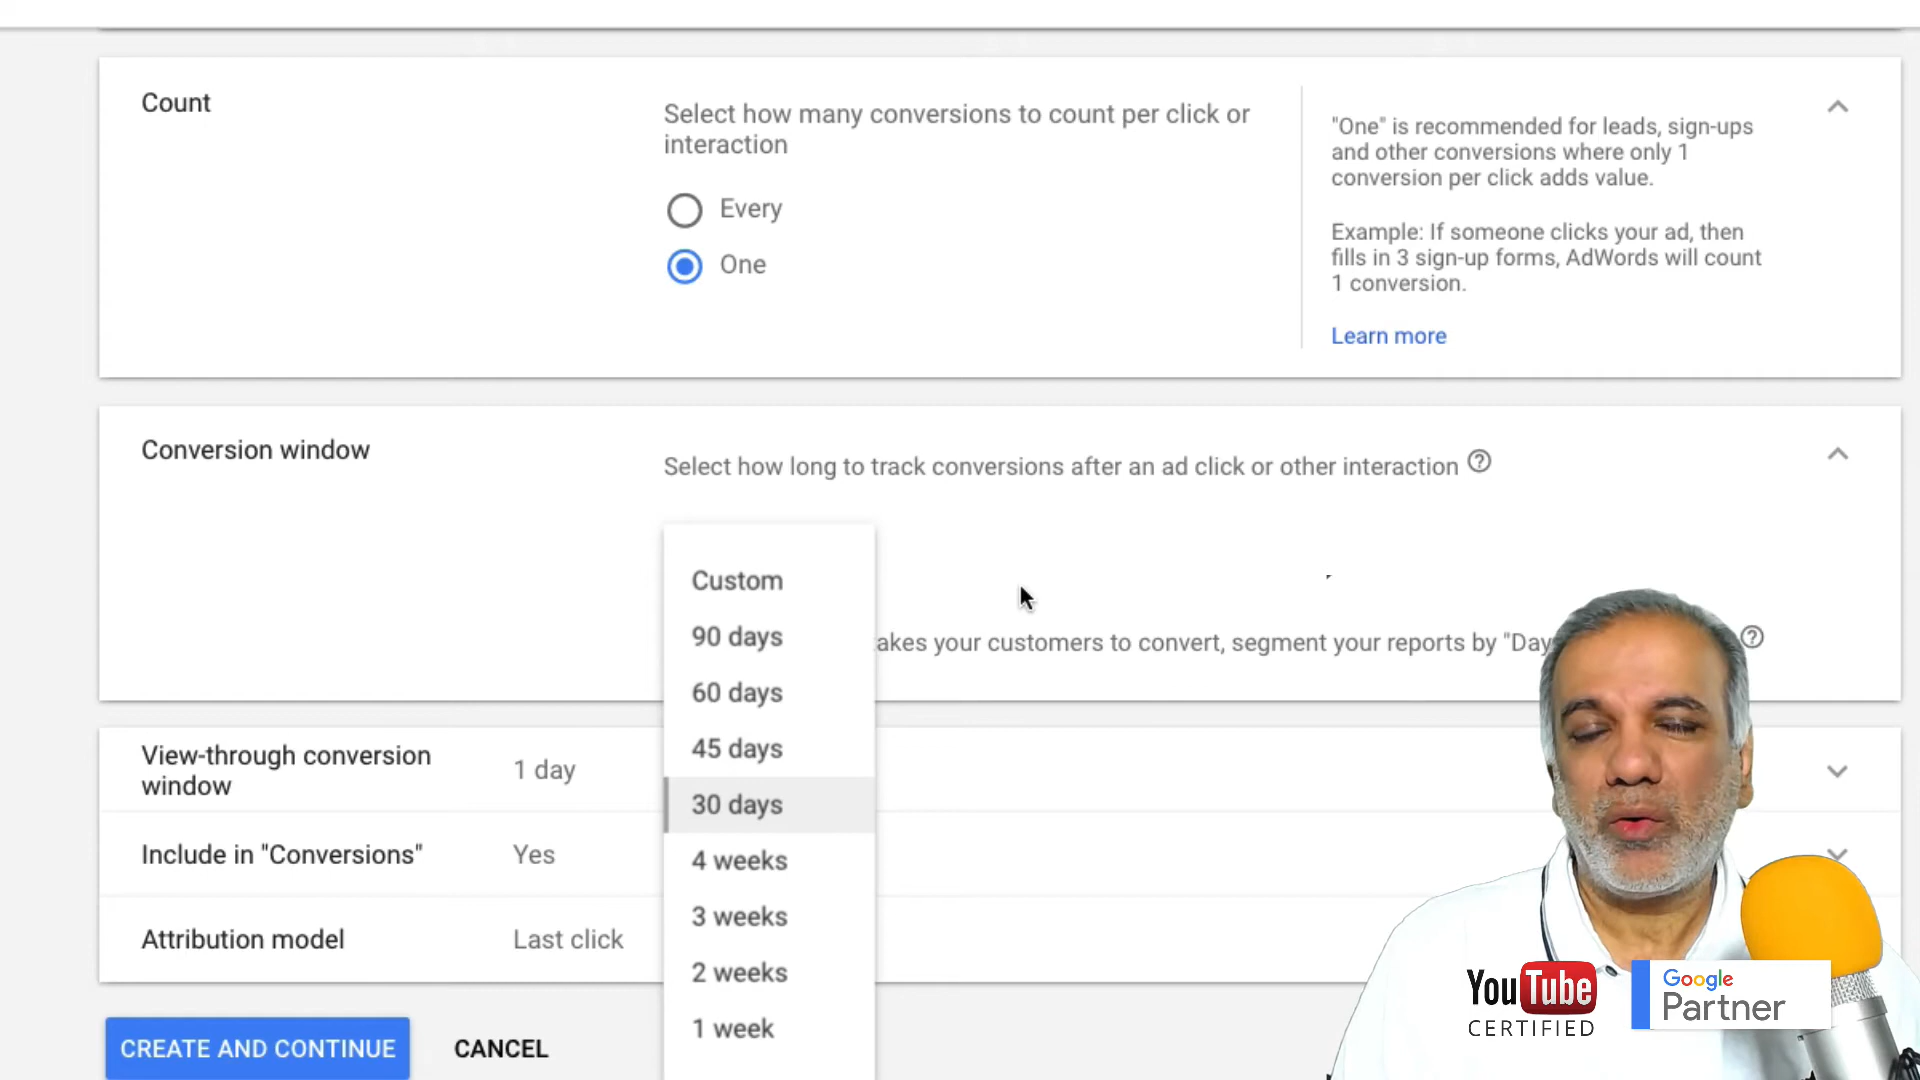 Count
Select how many conversions to count per click or
interaction
Every
One
"One" is recommended for leads, sign-ups
and other conversions where only 1
conversion per click adds value.
Example: If someone clicks your ad, then
fills in 3 sign-up forms, AdWords will count
1 conversion.
Learn more
Conversion window
Select how long to track conversions after an ad click or other interaction
Custom
90 days
60 days
45 days
30 days
4 weeks
3 weeks
2 weeks
1 week
your customers to convert, segment your reports by
View-through conversion
window
1 day
Include in "Conversions"
Yes
Attribution model
Last click
CREATE AND CONTINUE
CANCEL
YouTube
CERTIFIED
Google
Partner